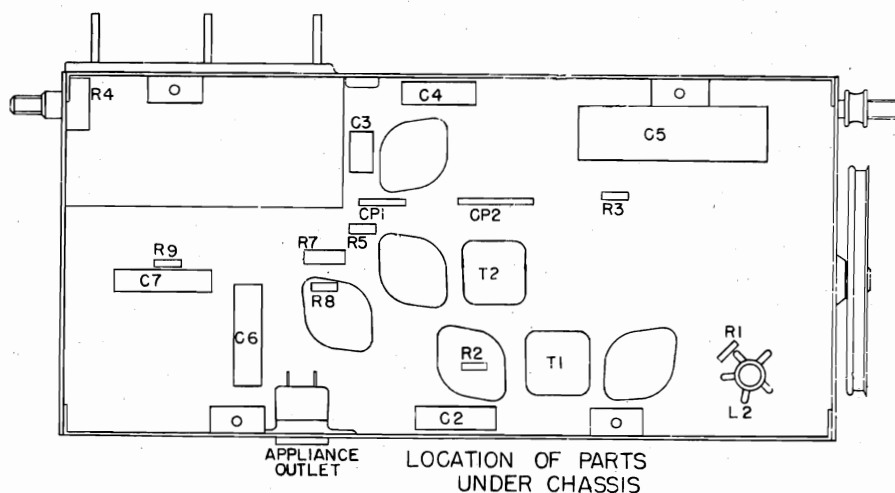 R4
C4
C3
C5
CP1
CP2
R3
R5
R7
R9
C7
R8
T2
C6
R2
T1
R1
L2
C2
APPLIANCE
OUTLET
LOCATION OF PARTS
UNDER CHASSIS